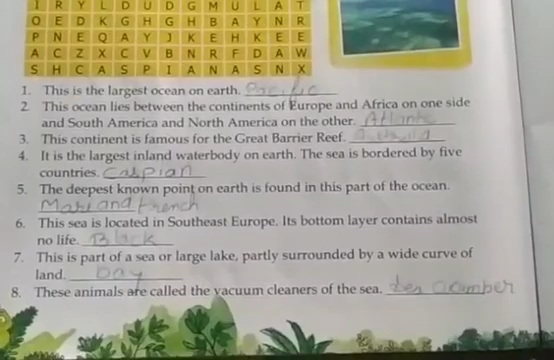 I R Y L D U D G M U L A T
O E D K G H G H B A Y N R
P N E Q A Y J K E H K E E
A C Z X C V B N R F D A W
S H C A S P I A N A S N X
1. This is the largest ocean on earth. Pacific
2. This ocean lies between the continents of Europe and Africa on one side
and South America and North America on the other. Atlantic
3. This continent is famous for the Great Barrier Reef.
4. It is the largest inland waterbody on earth. The sea is bordered by five
countries. Caspian
5. The deepest known point on earth is found in this part of the ocean.
Mariand trench
6. This sea is located in Southeast Europe. Its bottom layer contains almost
no life. Black
7. This is part of a sea or large lake, partly surrounded by a wide curve of
land. Bay
8. These animals are called the vacuum cleaners of the sea.